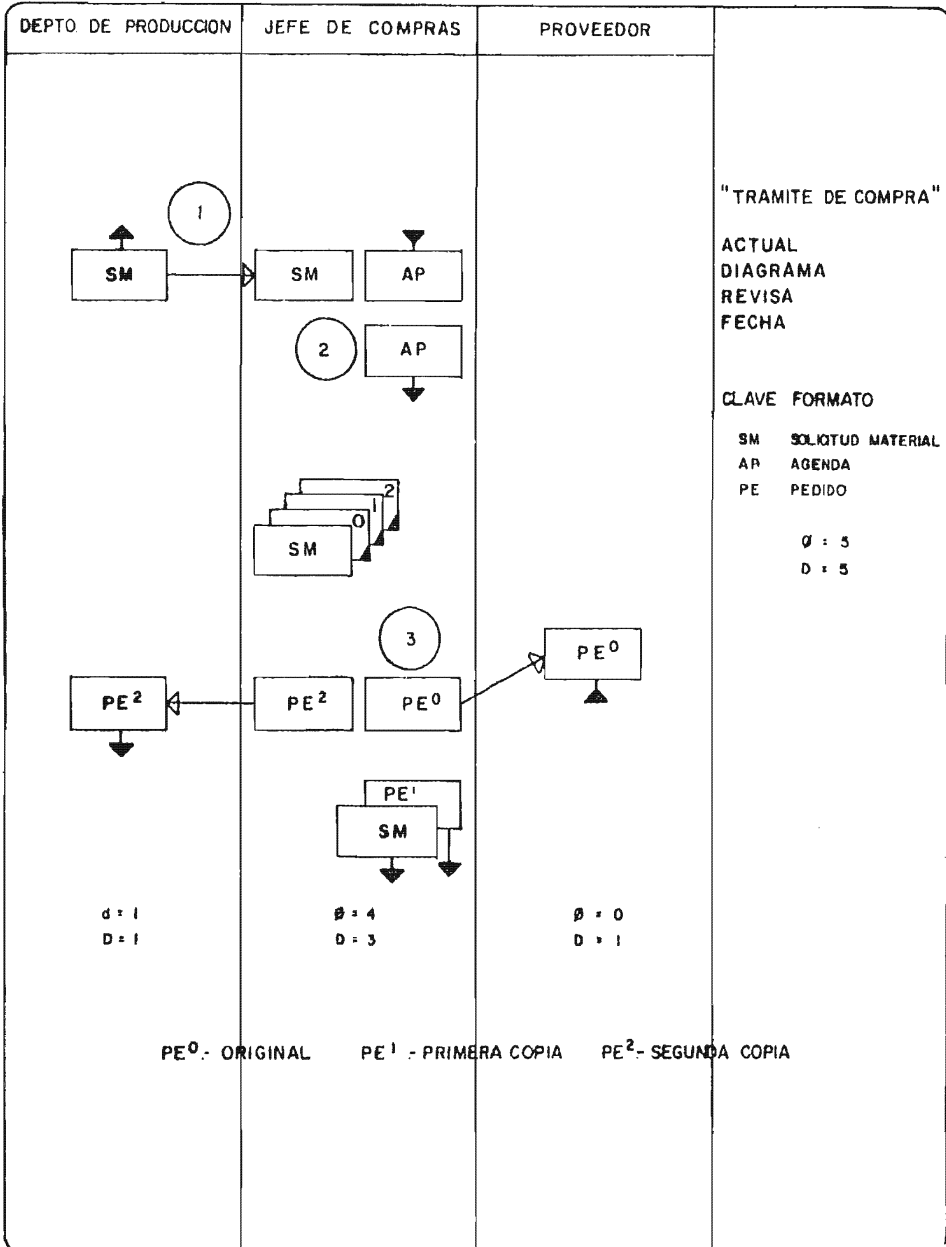 DEPTO. DE PRODUCCION
JEFE DE COMPRAS
PROVEEDOR
"TRAMITE DE COMPRA"
ACTUAL
DIAGRAMA
REVISA
FECHA
CLAVE FORMATO
SM SOLICITUD MATERIAL
AP AGENDA
PE PEDIDO
Ø = 5
D = 5
1
SM
SM
AP
2
AP
2
1
0
SM
3
PE⁰
PE²
PE²
PE⁰
PE¹
SM
d = 1
D = 1
Ø = 4
D = 3
Ø = 0
D = 1
PE⁰.- ORIGINAL PE¹.- PRIMERA COPIA PE².- SEGUNDA COPIA